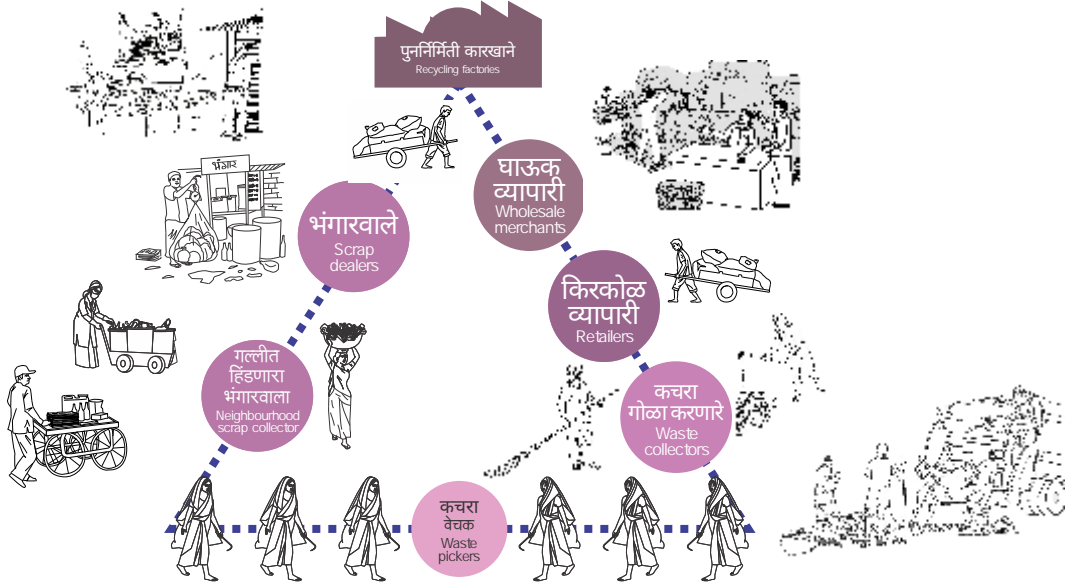 पुनर्निर्मिती कारखाने
Recycling factories
भंगार
घाऊक
व्यापारी
Wholesale
merchants
भंगारवाले
Scrap
dealers
किरकोळ
व्यापारी
Retailers
गल्लीत
हिंडणारा
भंगारवाला
Neighbourhood
scrap collector
कचरा
गोळा करणारे
Waste
collectors
कचरा
वेचक
Waste
pickers